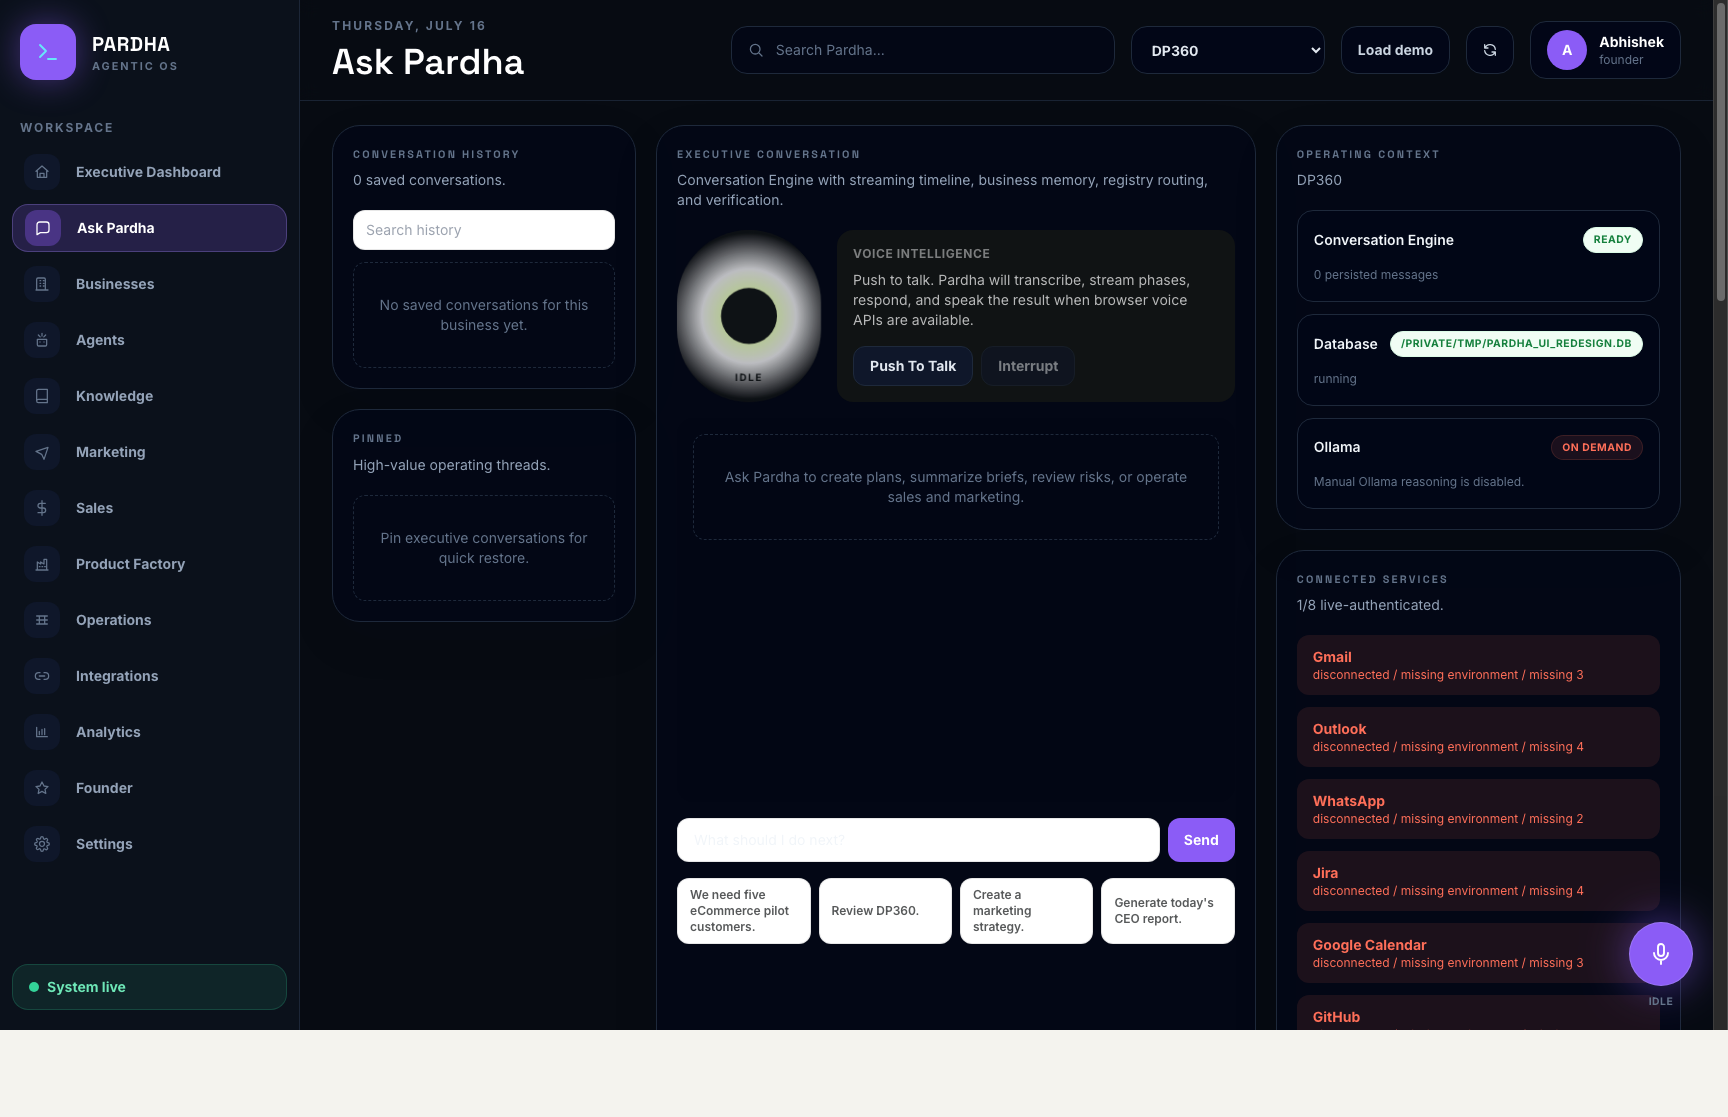 PARDHA
AGENTIC OS
WORKSPACE
Executive Dashboard
Ask Pardha
Businesses
Agents
Knowledge
Marketing
Sales
Product Factory
Operations
Integrations
Analytics
Founder
Settings
System live
THURSDAY, JULY 16
Ask Pardha
Search Pardha...
DP360
Load demo
A
Abhishek
founder
CONVERSATION HISTORY
0 saved conversations.
Search history
No saved conversations for this
business yet.
PINNED
High-value operating threads.
Pin executive conversations for
quick restore.
EXECUTIVE CONVERSATION
Conversation Engine with streaming timeline, business memory, registry routing,
and verification.
IDLE
VOICE INTELLIGENCE
Push to talk. Pardha will transcribe, stream phases,
respond, and speak the result when browser voice
APIs are available.
Push To Talk
Interrupt
Ask Pardha to create plans, summarize briefs, review risks, or operate
sales and marketing.
What should I do next?
Send
We need five
eCommerce pilot
customers.
Review DP360.
Create a
marketing
strategy.
Generate today's
CEO report.
OPERATING CONTEXT
DP360
Conversation Engine
READY
0 persisted messages
Database
/PRIVATE/TMP/PARDHA_UI_REDESIGN.DB
running
Ollama
ON DEMAND
Manual Ollama reasoning is disabled.
CONNECTED SERVICES
1/8 live-authenticated.
Gmail
disconnected / missing environment / missing 3
Outlook
disconnected / missing environment / missing 4
WhatsApp
disconnected / missing environment / missing 2
Jira
disconnected / missing environment / missing 4
Google Calendar
disconnected / missing environment / missing 3
GitHub
IDLE